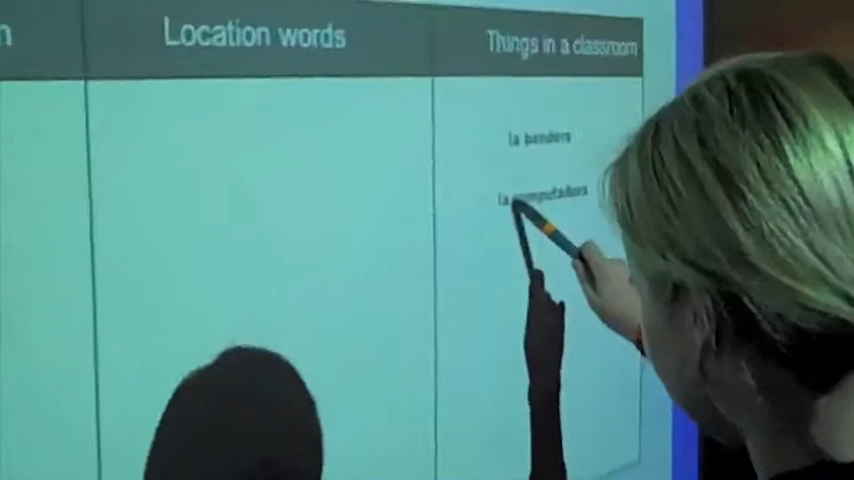 n
Location words
Things in a classroom
la bandera
la computadora